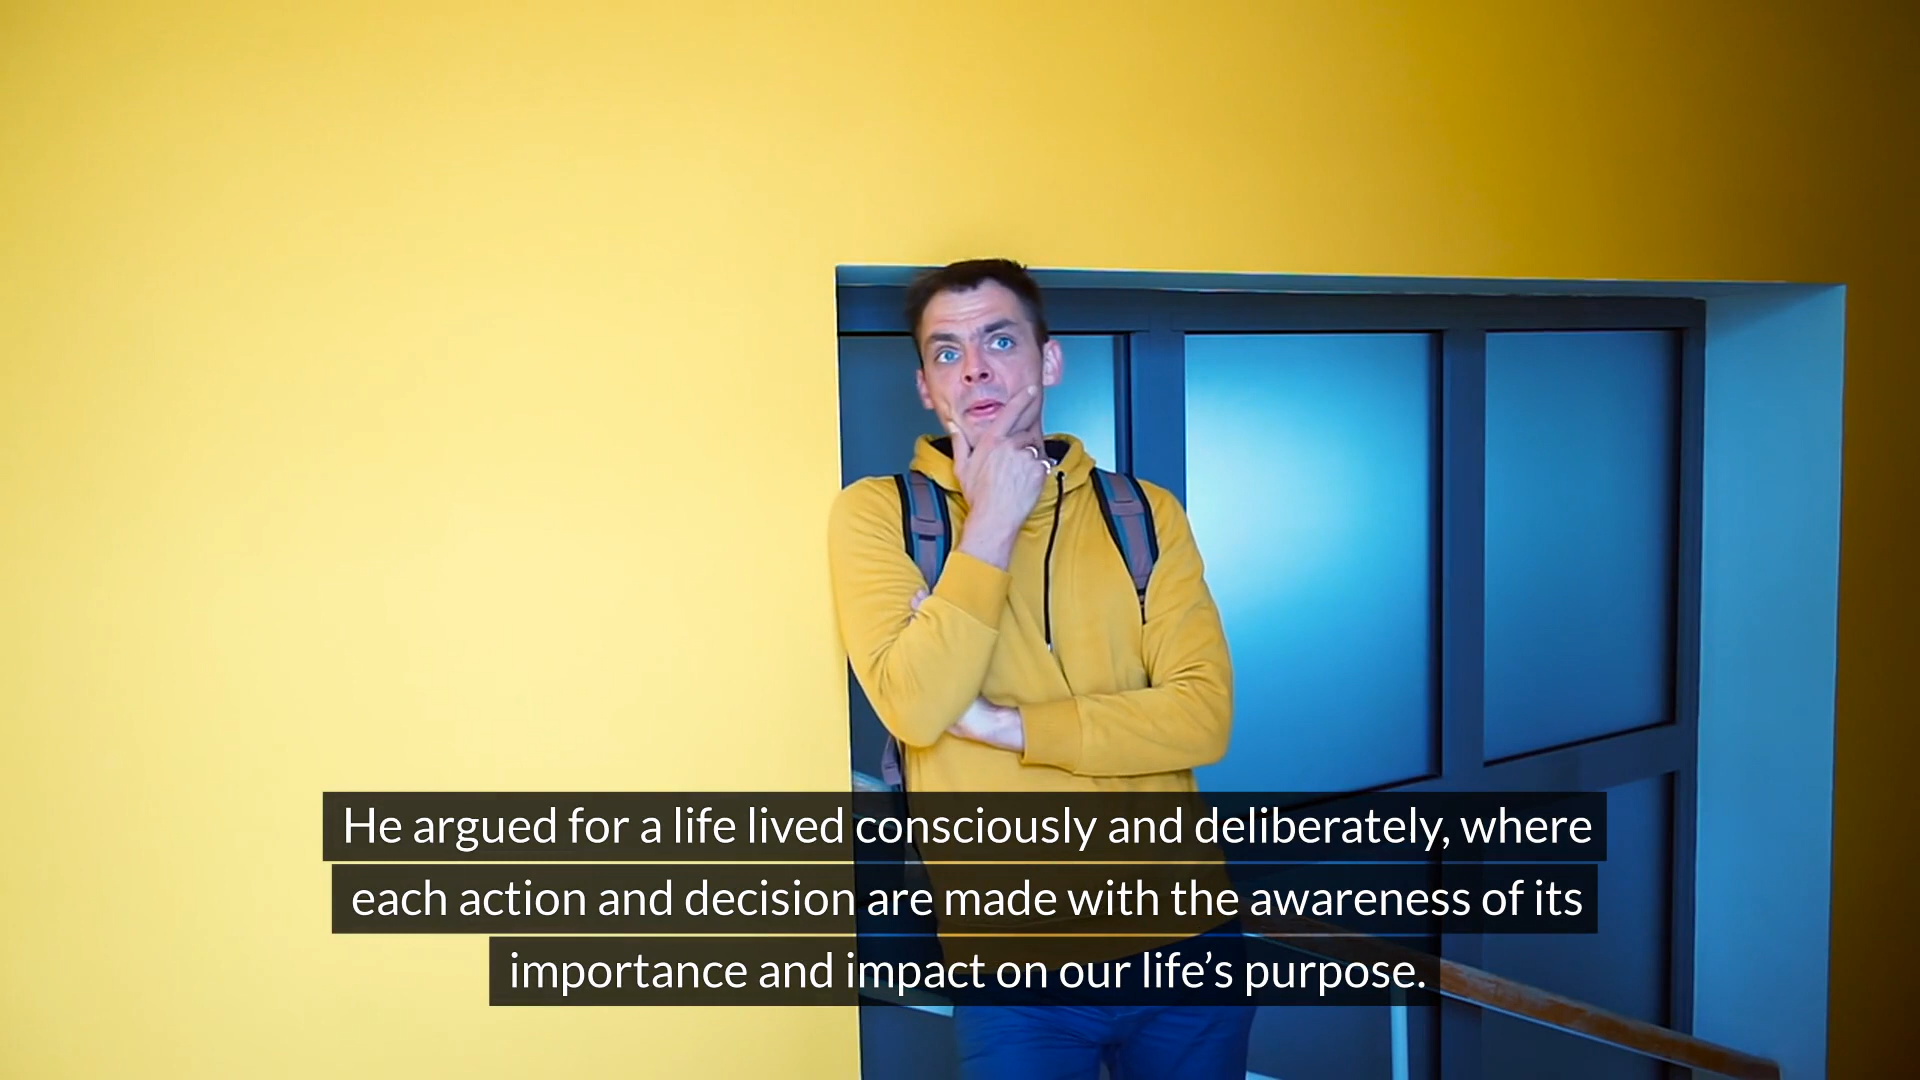 He argued for a life lived consciously and deliberately, where
each action and decision are made with the awareness of its
importance and impact on our life’s purpose.